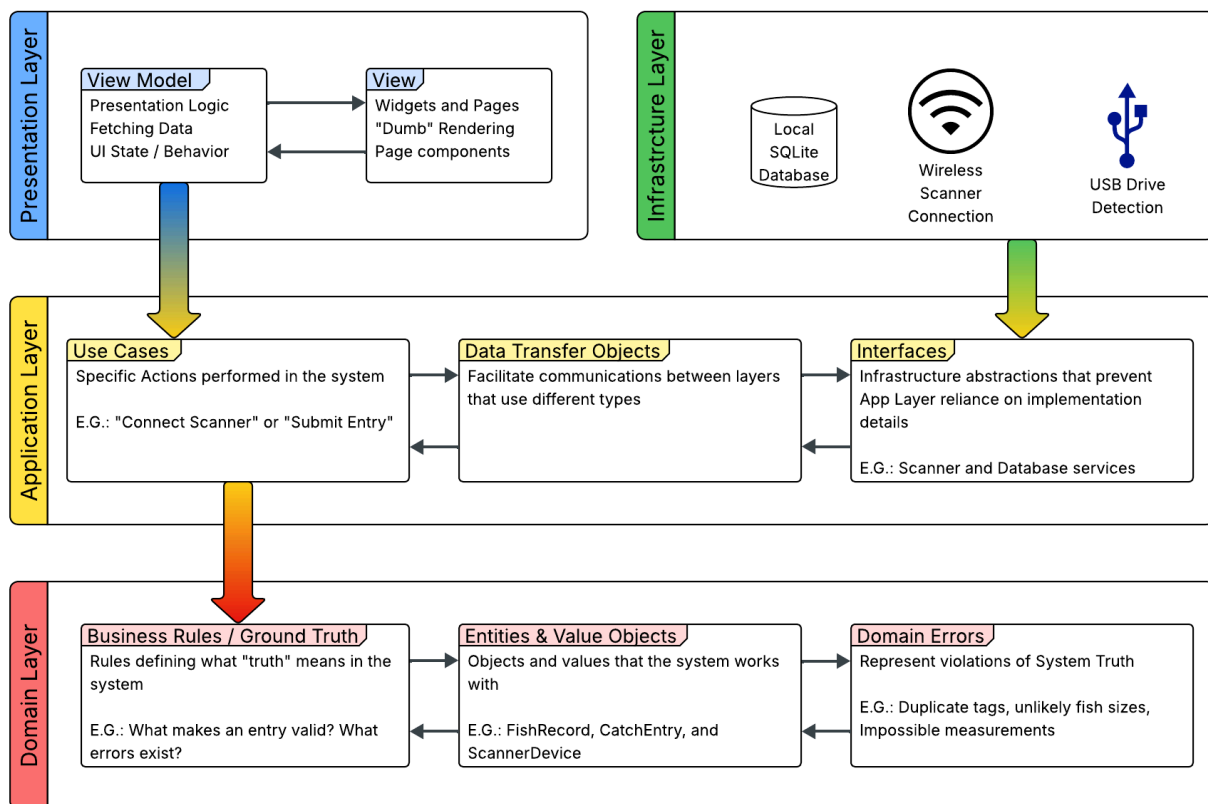 Presentation Layer
View Model
Presentation Logic
Fetching Data
UI State / Behavior
View
Widgets and Pages
"Dumb" Rendering
Page components
Infrastrcture Layer
Local
SQLite
Database
Wireless
Scanner
Connection
USB Drive
Detection
Application Layer
Use Cases
Specific Actions performed in the system
E.G.: "Connect Scanner" or "Submit Entry"
Data Transfer Objects
Facilitate communications between layers
that use different types
Interfaces
Infrastructure abstractions that prevent
App Layer reliance on implementation
details
E.G.: Scanner and Database services
Domain Layer
Business Rules / Ground Truth
Rules defining what "truth" means in the
system
E.G.: What makes an entry valid? What
errors exist?
Entities & Value Objects
Objects and values that the system works
with
E.G.: FishRecord, CatchEntry, and
ScannerDevice
Domain Errors
Represent violations of System Truth
E.G.: Duplicate tags, unlikely fish sizes,
Impossible measurements